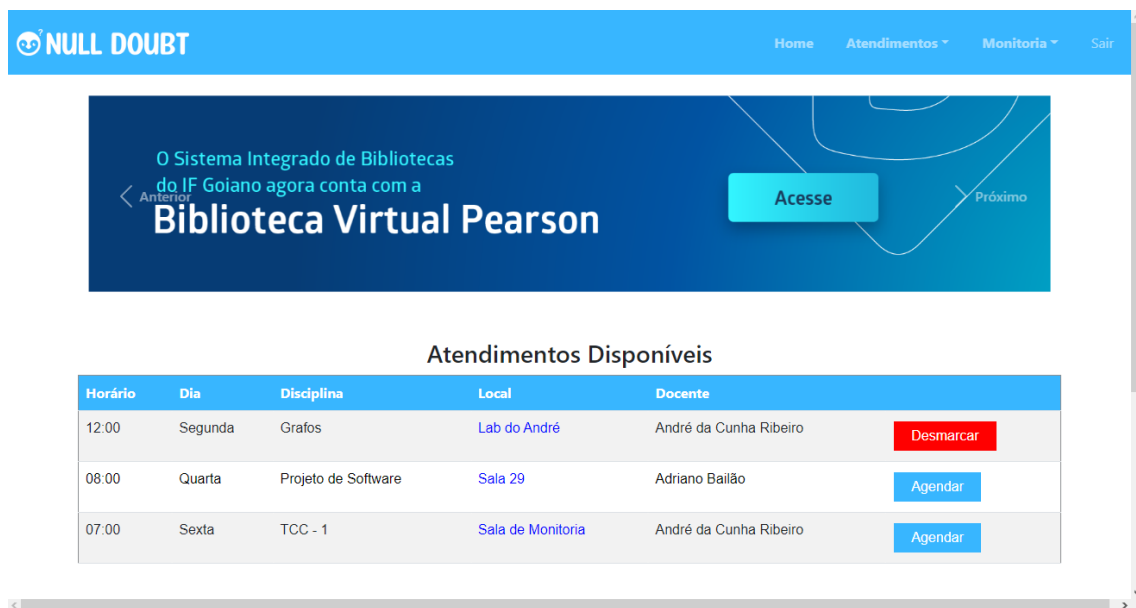 ? NULL DOUBT Home Atendimentos Monitoria Sair
O Sistema Integrado de Bibliotecas
do IF Goiano agora conta com a
Biblioteca Virtual Pearson
Anterior
Acesse
Próximo
Atendimentos Disponíveis
Horário Dia Disciplina Local Docente
12:00 Segunda Grafos Lab do André André da Cunha Ribeiro Desmarcar
08:00 Quarta Projeto de Software Sala 29 Adriano Bailão Agendar
07:00 Sexta TCC - 1 Sala de Monitoria André da Cunha Ribeiro Agendar